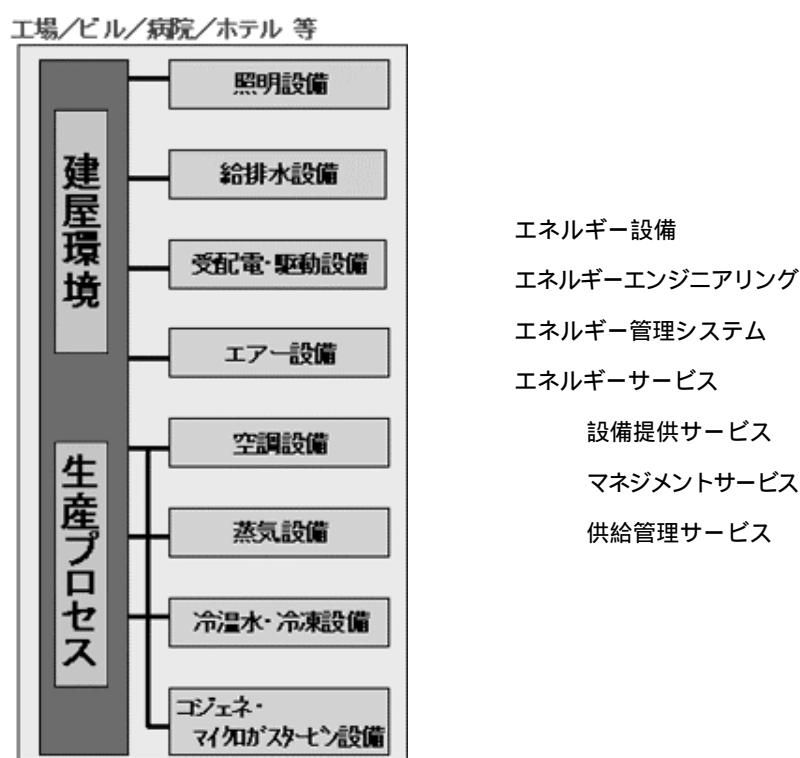 工場/ビル/病院/ホテル 等
建屋環境
生産プロセス
照明設備
給排水設備
受配電・駆動設備
エアー設備
空調設備
蒸気設備
冷温水・冷凍設備
コジェネ・
マイクロガスタービン設備
エネルギー設備
エネルギーエンジニアリング
エネルギー管理システム
エネルギーサービス
設備提供サービス
マネジメントサービス
供給管理サービス